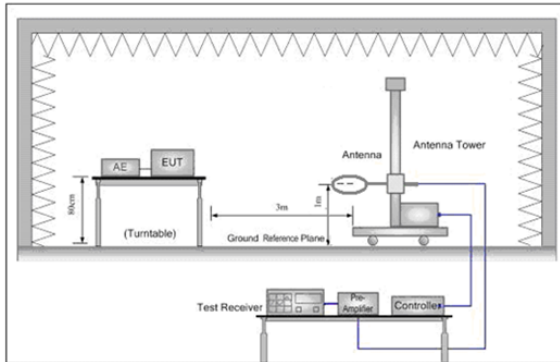 AE
EUT
80cm
(Turntable)
3m
1m
Antenna
Antenna Tower
Ground Reference Plane
Test Receiver
Pre-
Amplifier
Controller